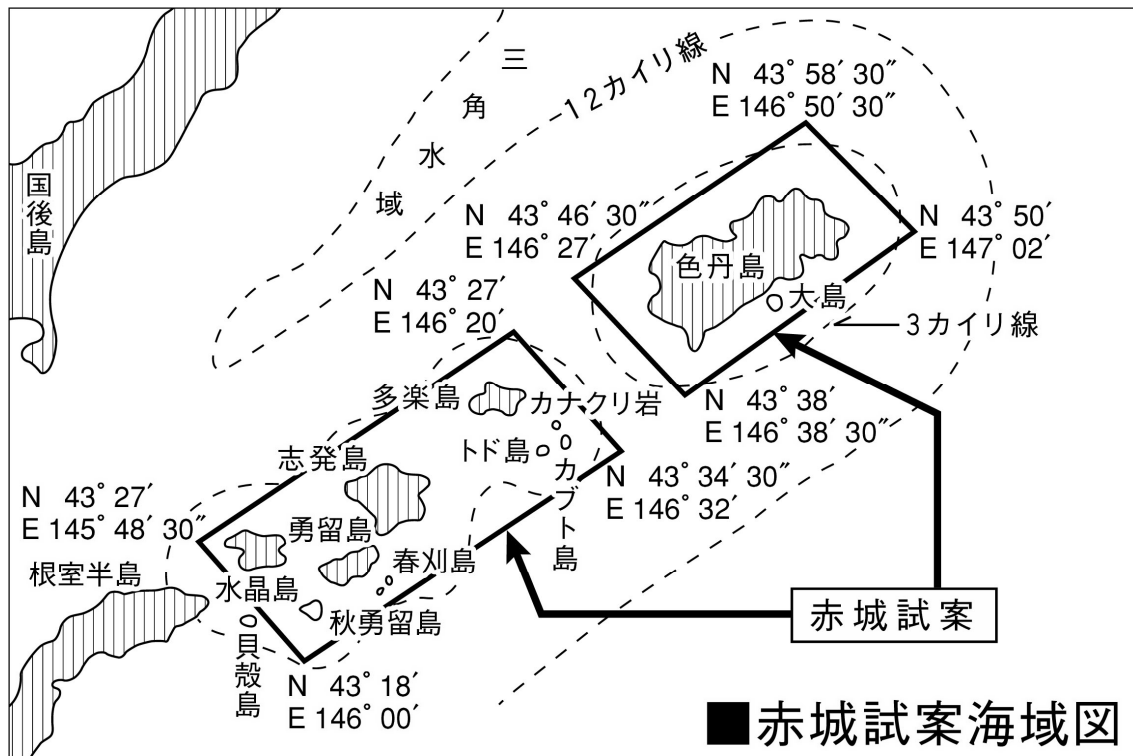 三角水域
12カイリ線
N 43° 58′ 30″
E 146° 50′ 30″
国後島
N 43° 46′ 30″
E 146° 27′
N 43° 50′
E 147° 02′
色丹島
大島
3カイリ線
N 43° 27′
E 146° 20′
多楽島
カナクリ岩
N 43° 38′
E 146° 38′ 30″
トド島
カブト島
志発島
N 43° 34′ 30″
E 146° 32′
N 43° 27′
E 145° 48′ 30″
勇留島
春刈島
根室半島
水晶島
秋勇留島
貝殻島
赤城試案
N 43° 18′
E 146° 00′
■赤城試案海域図